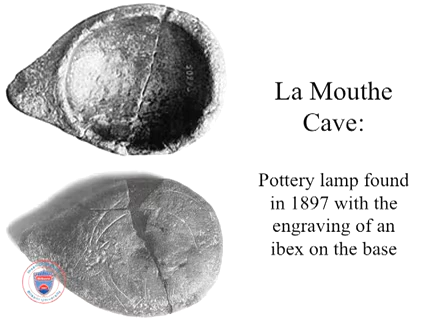 La Mouthe
Cave:
Pottery lamp found
in 1897 with the
engraving of an
ibex on the base